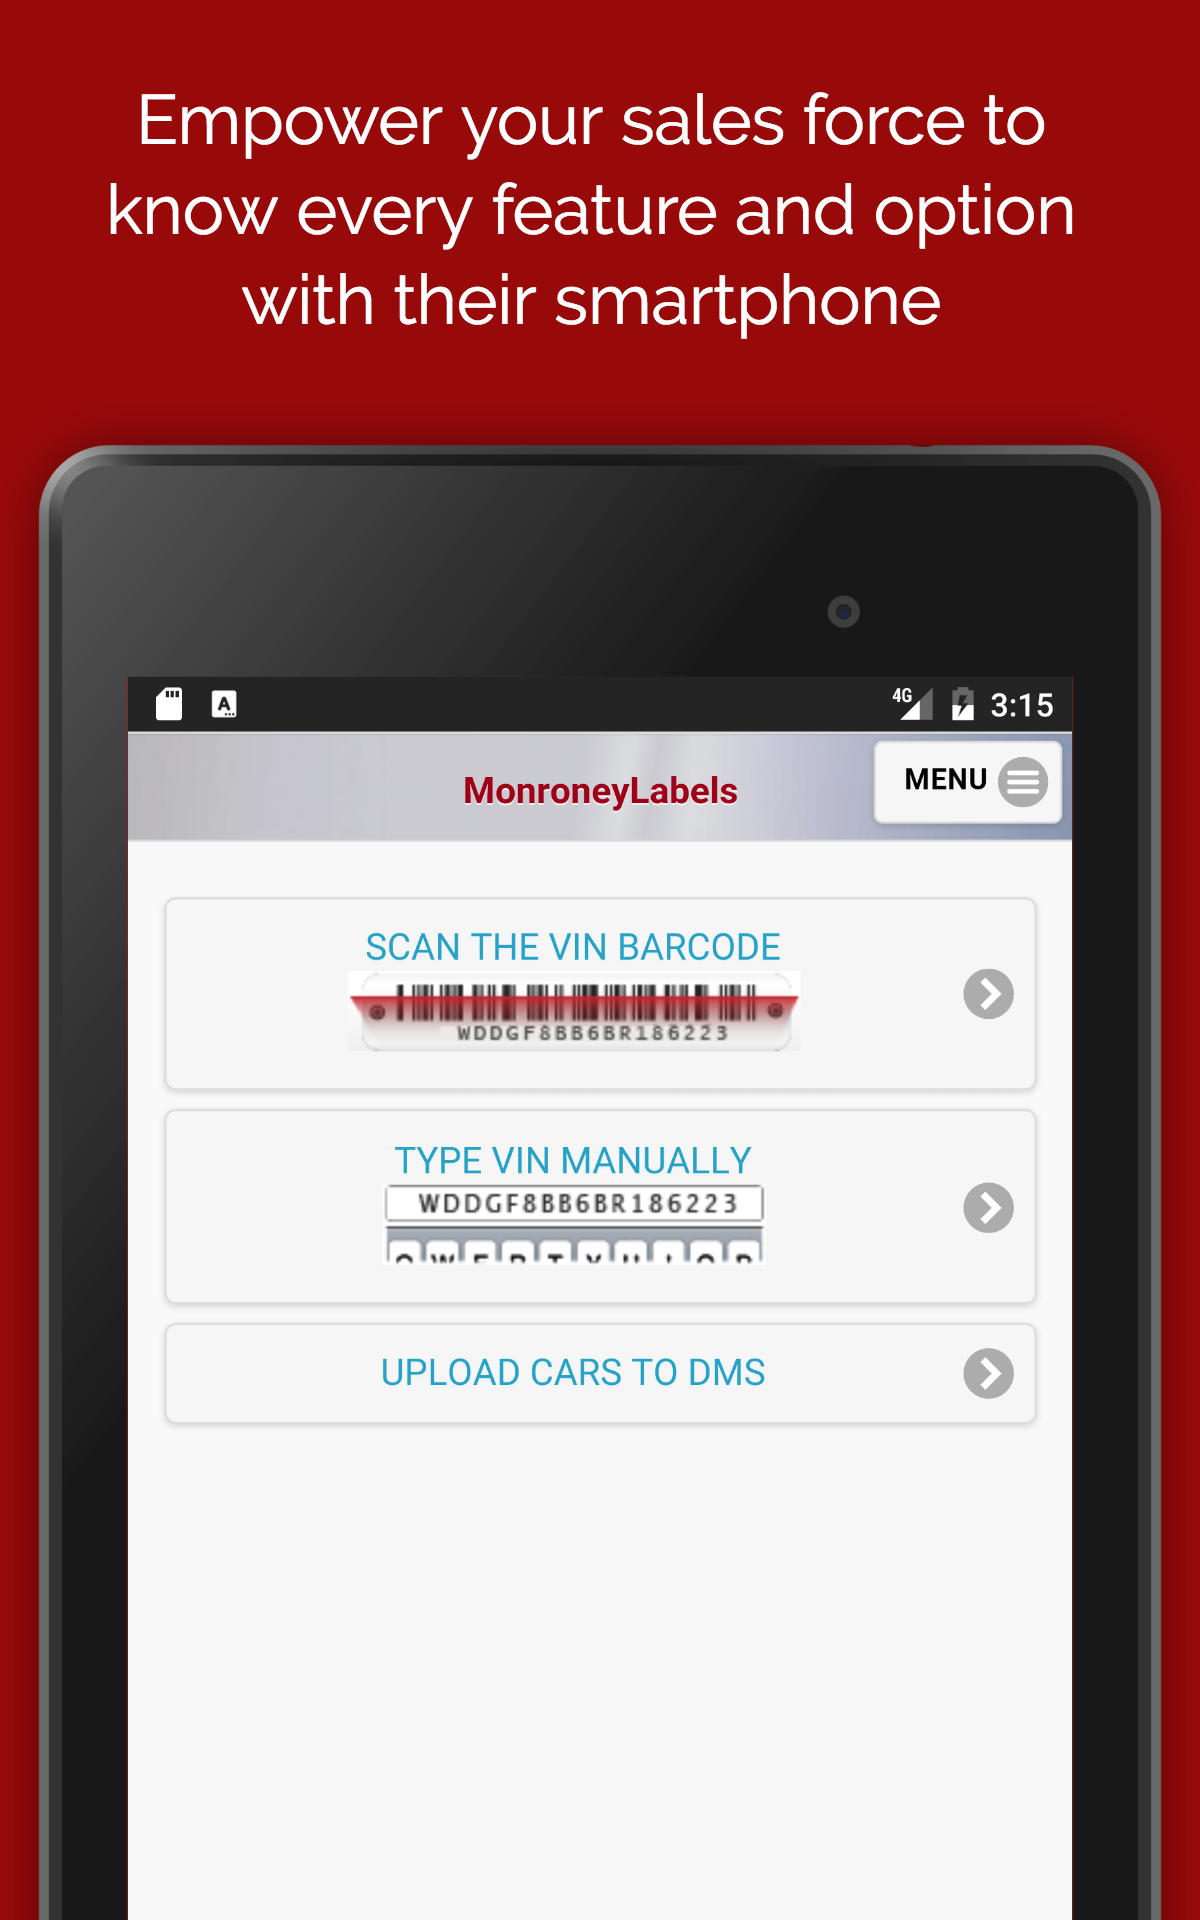 Empower your sales force to
know every feature and option
with their smartphone
A
4G
3:15
MonroneyLabels
MENU
SCAN THE VIN BARCODE
WDDGF8BB6BR186223
TYPE VIN MANUALLY
WDDGF8BB6BR186223
Q W E R T Y U I O P
UPLOAD CARS TO DMS